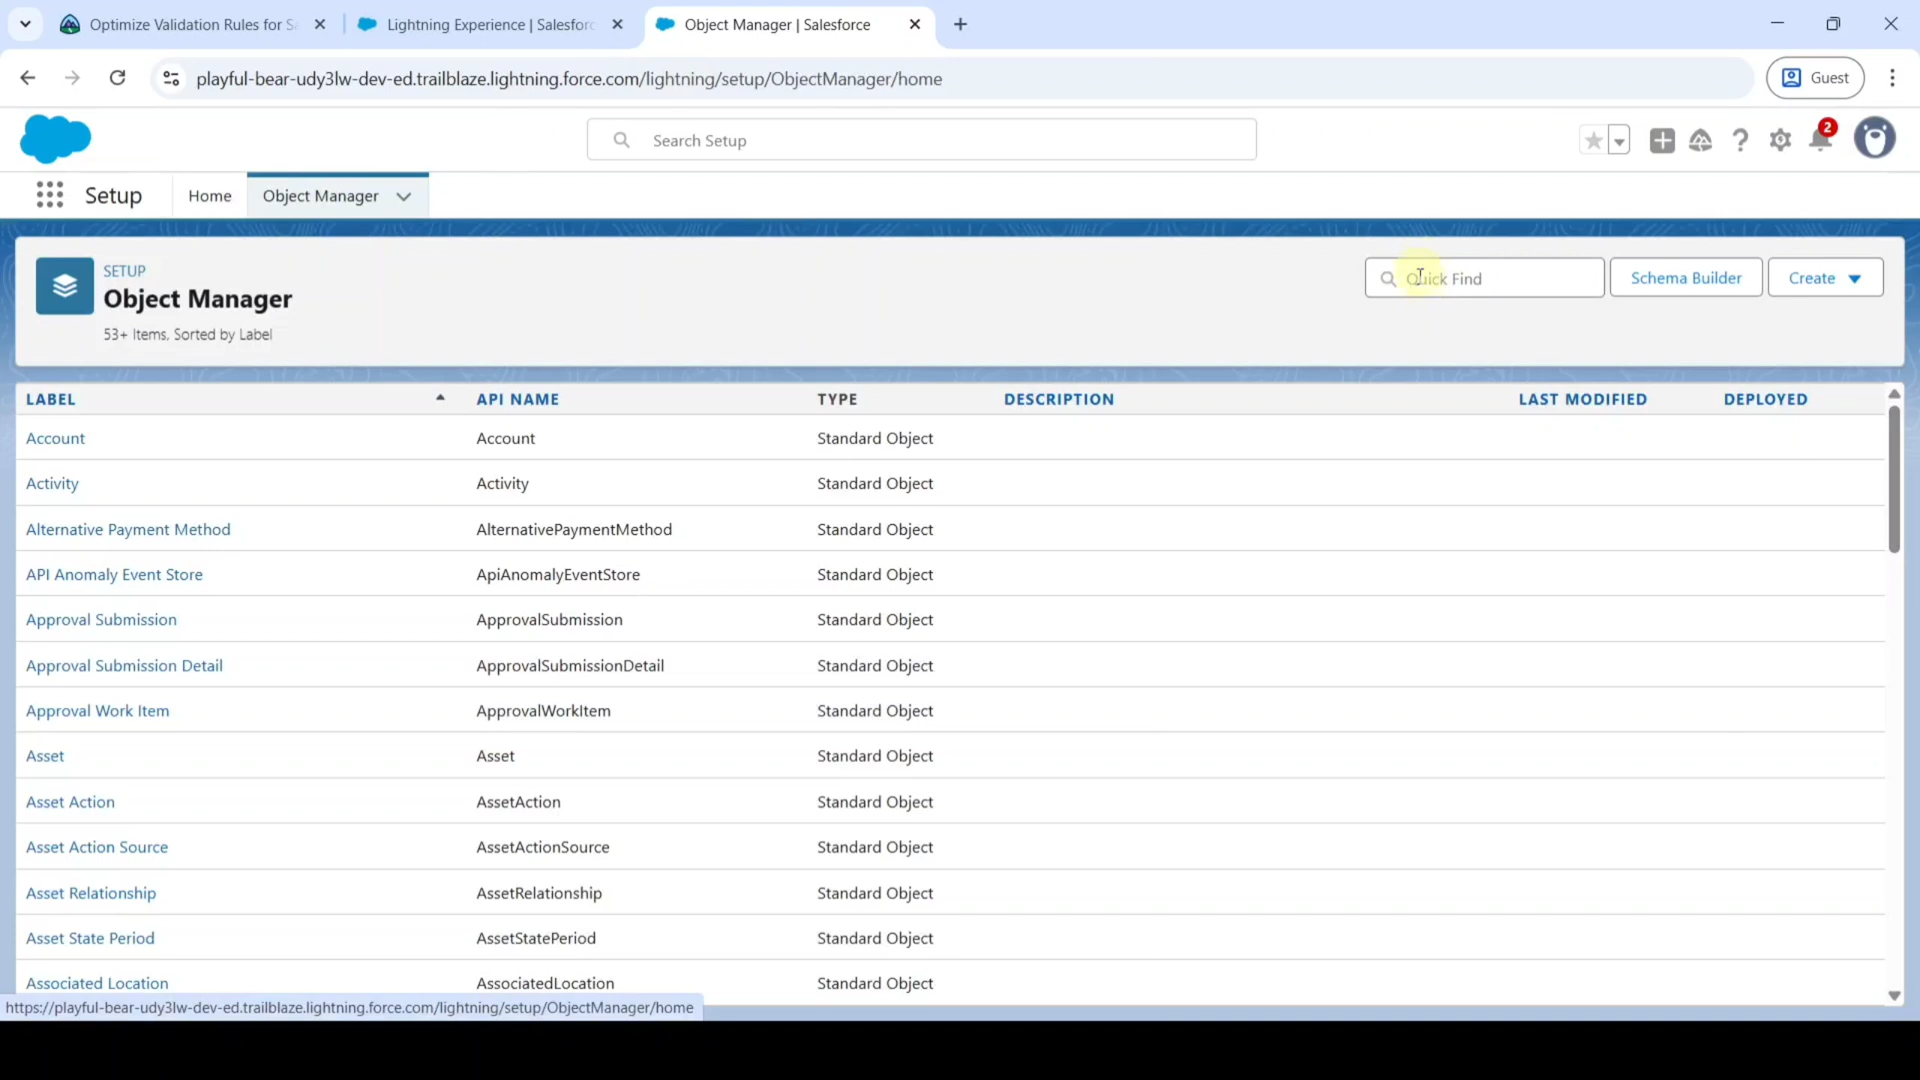 Optimize Validation Rules for Sa
Lightning Experience | Salesforc
Object Manager | Salesforce
playful-bear-udy3lw-dev-ed.trailblaze.lightning.force.com/lightning/setup/ObjectManager/home
Guest
Search Setup
2
Setup
Home
Object Manager
SETUP
Object Manager
53+ Items, Sorted by Label
Quick Find
Schema Builder
Create
LABEL API NAME TYPE DESCRIPTION LAST MODIFIED DEPLOYED
Account Account Standard Object
Activity Activity Standard Object
Alternative Payment Method AlternativePaymentMethod Standard Object
API Anomaly Event Store ApiAnomalyEventStore Standard Object
Approval Submission ApprovalSubmission Standard Object
Approval Submission Detail ApprovalSubmissionDetail Standard Object
Approval Work Item ApprovalWorkItem Standard Object
Asset Asset Standard Object
Asset Action AssetAction Standard Object
Asset Action Source AssetActionSource Standard Object
Asset Relationship AssetRelationship Standard Object
Asset State Period AssetStatePeriod Standard Object
Associated Location AssociatedLocation Standard Object
https://playful-bear-udy3lw-dev-ed.trailblaze.lightning.force.com/lightning/setup/ObjectManager/home